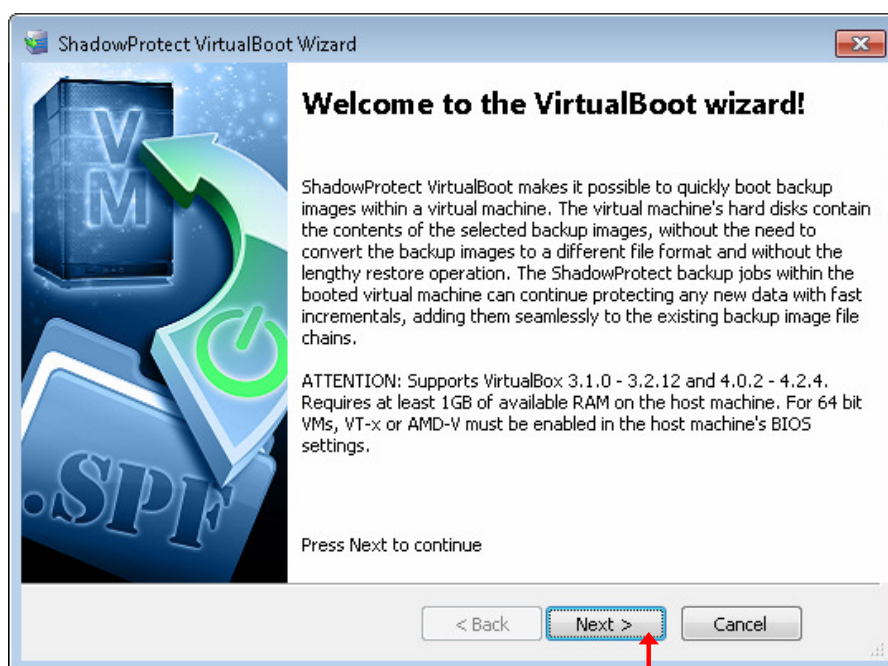 ShadowProtect VirtualBoot Wizard
VM
.SPF
Welcome to the VirtualBoot wizard!
ShadowProtect VirtualBoot makes it possible to quickly boot backup
images within a virtual machine. The virtual machine's hard disks contain
the contents of the selected backup images, without the need to
convert the backup images to a different file format and without the
lengthy restore operation. The ShadowProtect backup jobs within the
booted virtual machine can continue protecting any new data with fast
incrementals, adding them seamlessly to the existing backup image file
chains.
ATTENTION: Supports VirtualBox 3.1.0 - 3.2.12 and 4.0.2 - 4.2.4.
Requires at least 1GB of available RAM on the host machine. For 64 bit
VMs, VT-x or AMD-V must be enabled in the host machine's BIOS
settings.
Press Next to continue
< Back Next > Cancel